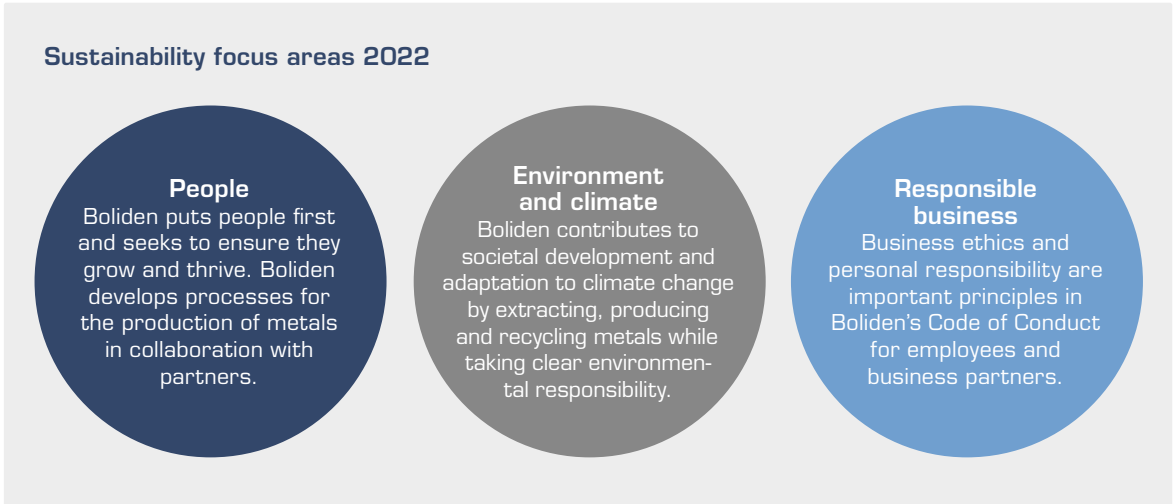 Sustainability focus areas 2022
People
Boliden puts people first
and seeks to ensure they
grow and thrive. Boliden
develops processes for
the production of metals
in collaboration with
partners.
Environment
and climate
Boliden contributes to
societal development and
adaptation to climate change
by extracting, producing
and recycling metals while
taking clear environmen-
tal responsibility.
Responsible
business
Business ethics and
personal responsibility are
important principles in
Boliden's Code of Conduct
for employees and
business partners.